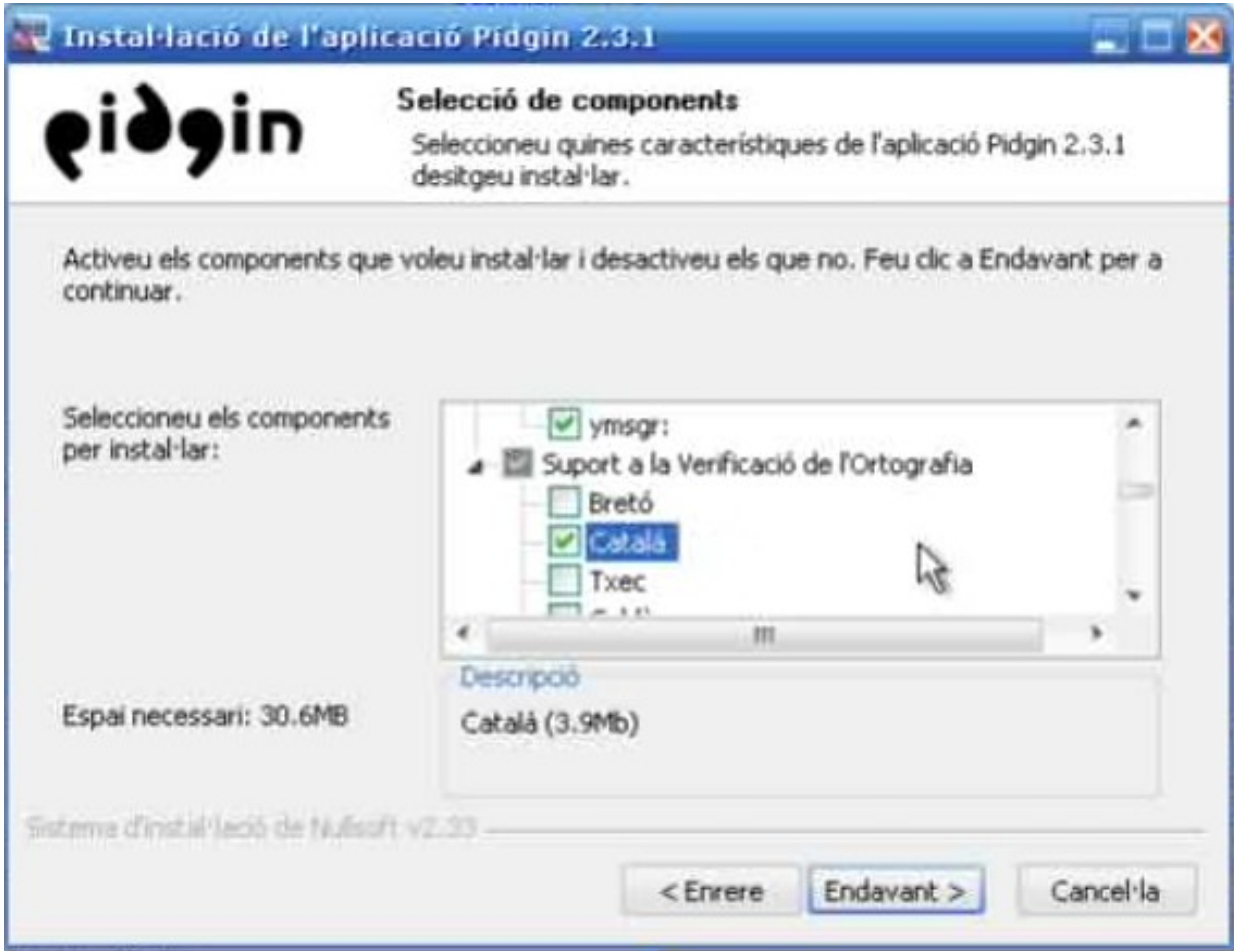 Instal·lació de l'aplicació Pidgin 2.3.1
pidgin
Selecció de components
Seleccioneu quines característiques de l'aplicació Pidgin 2.3.1
desitgeu instal·lar.
Activeu els components que voleu instal·lar i desactiveu els que no. Feu clic a Endavant per a
continuar.
Seleccioneu els components
per instal·lar:
ymsgr:
Suport a la Verificació de l'Ortografia
Bretó
Català
Txec
Descripció
Espai necessari: 30.6MB
Català (3.9Mb)
Sistema d'instal·lació de Nullsoft v2.33
< Enrere
Endavant >
Cancel·la